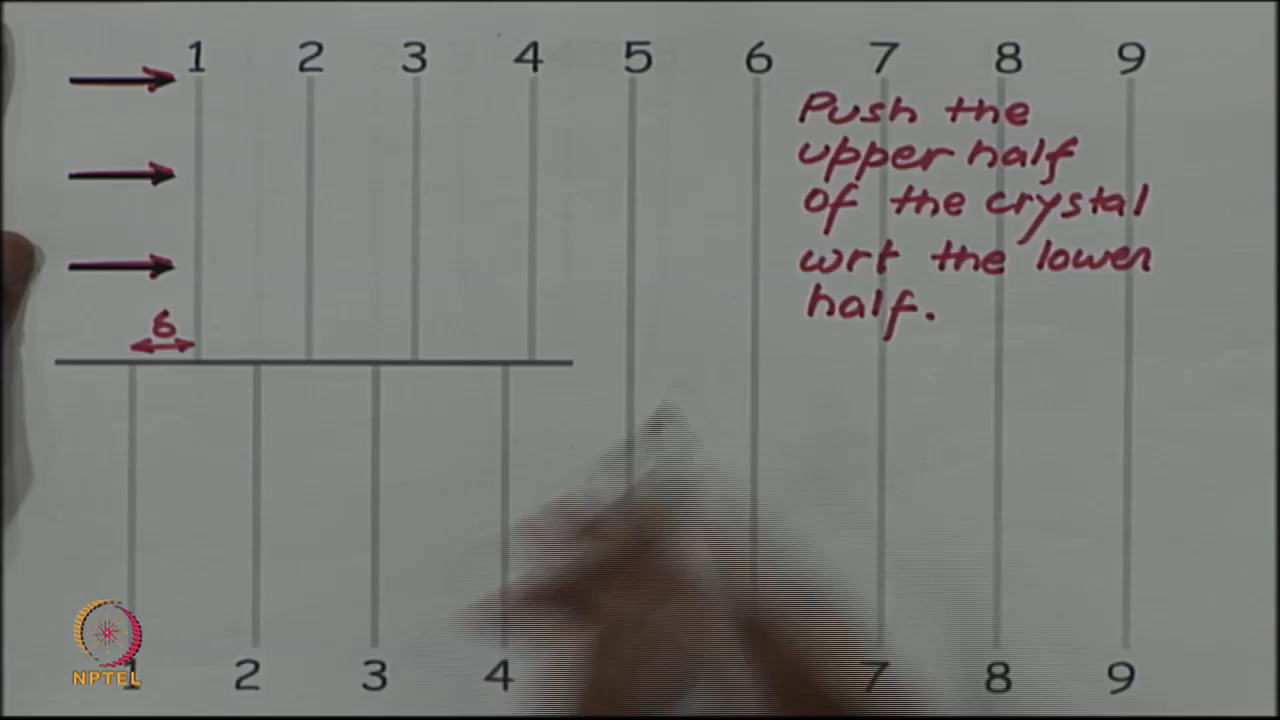 1 2 3 4 5 6 7 8 9
Push the
upper half
of the crystal
wrt the lower
half.
b
1 2 3 4 7 8 9
NPTEL